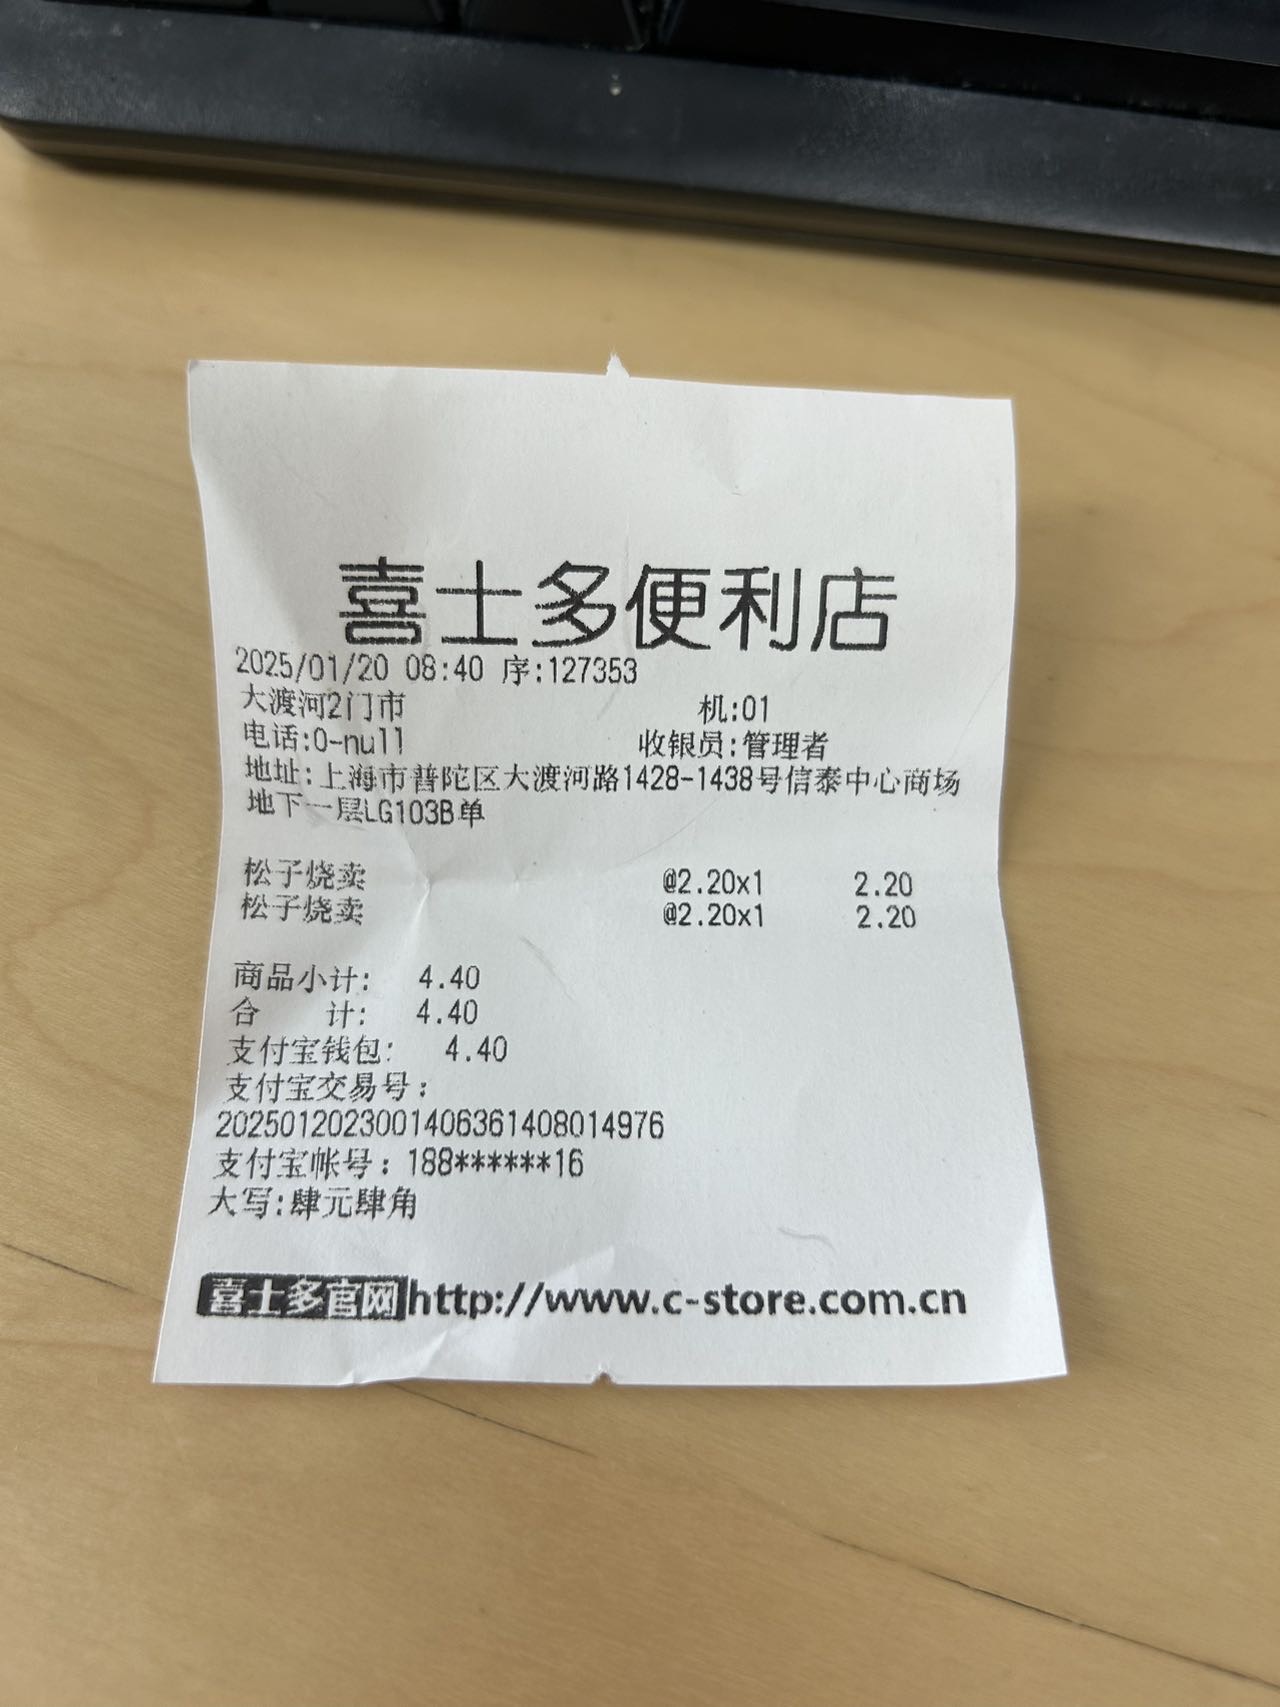 喜士多便利店
2025/01/20 08:40 序:127353
大渡河2门市 机:01
电话:0-null 收银员:管理者
地址:上海市普陀区大渡河路1428-1438号信泰中心商场
地下一层LG103B单
松子烧卖 @2.20x1 2.20
松子烧卖 @2.20x1 2.20
商品小计: 4.40
合 计: 4.40
支付宝钱包: 4.40
支付宝交易号:
2025012023001406361408014976
支付宝帐号:188******16
大写:肆元肆角
喜士多官网http://www.c-store.com.cn